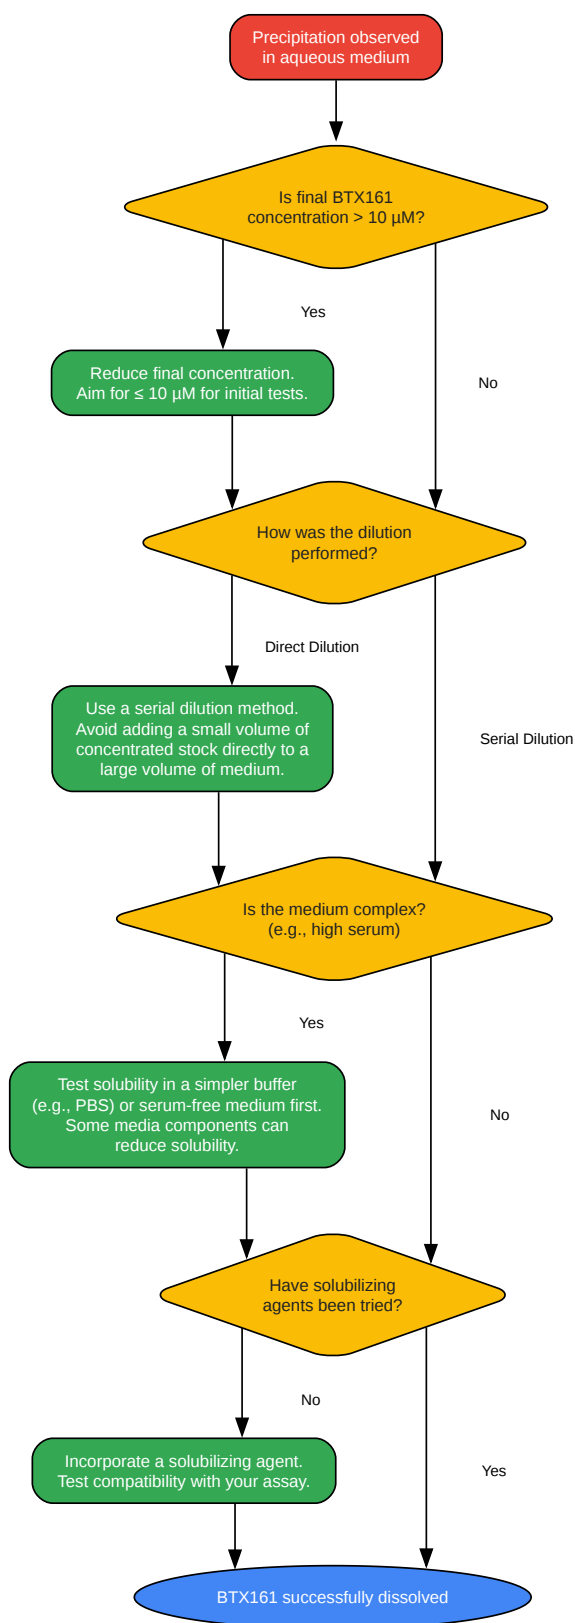 Precipitation observed
in aqueous medium
Is final BTX161
concentration > 10 µM?
Yes
Reduce final concentration.
Aim for ≤ 10 µM for initial tests.
No
How was the dilution
performed?
Direct Dilution
Use a serial dilution method.
Avoid adding a small volume of
concentrated stock directly to a
large volume of medium.
Serial Dilution
Is the medium complex?
(e.g., high serum)
Yes
Test solubility in a simpler buffer
(e.g., PBS) or serum-free medium first.
Some media components can
reduce solubility.
No
Have solubilizing
agents been tried?
No
Incorporate a solubilizing agent.
Test compatibility with your assay.
Yes
BTX161 successfully dissolved